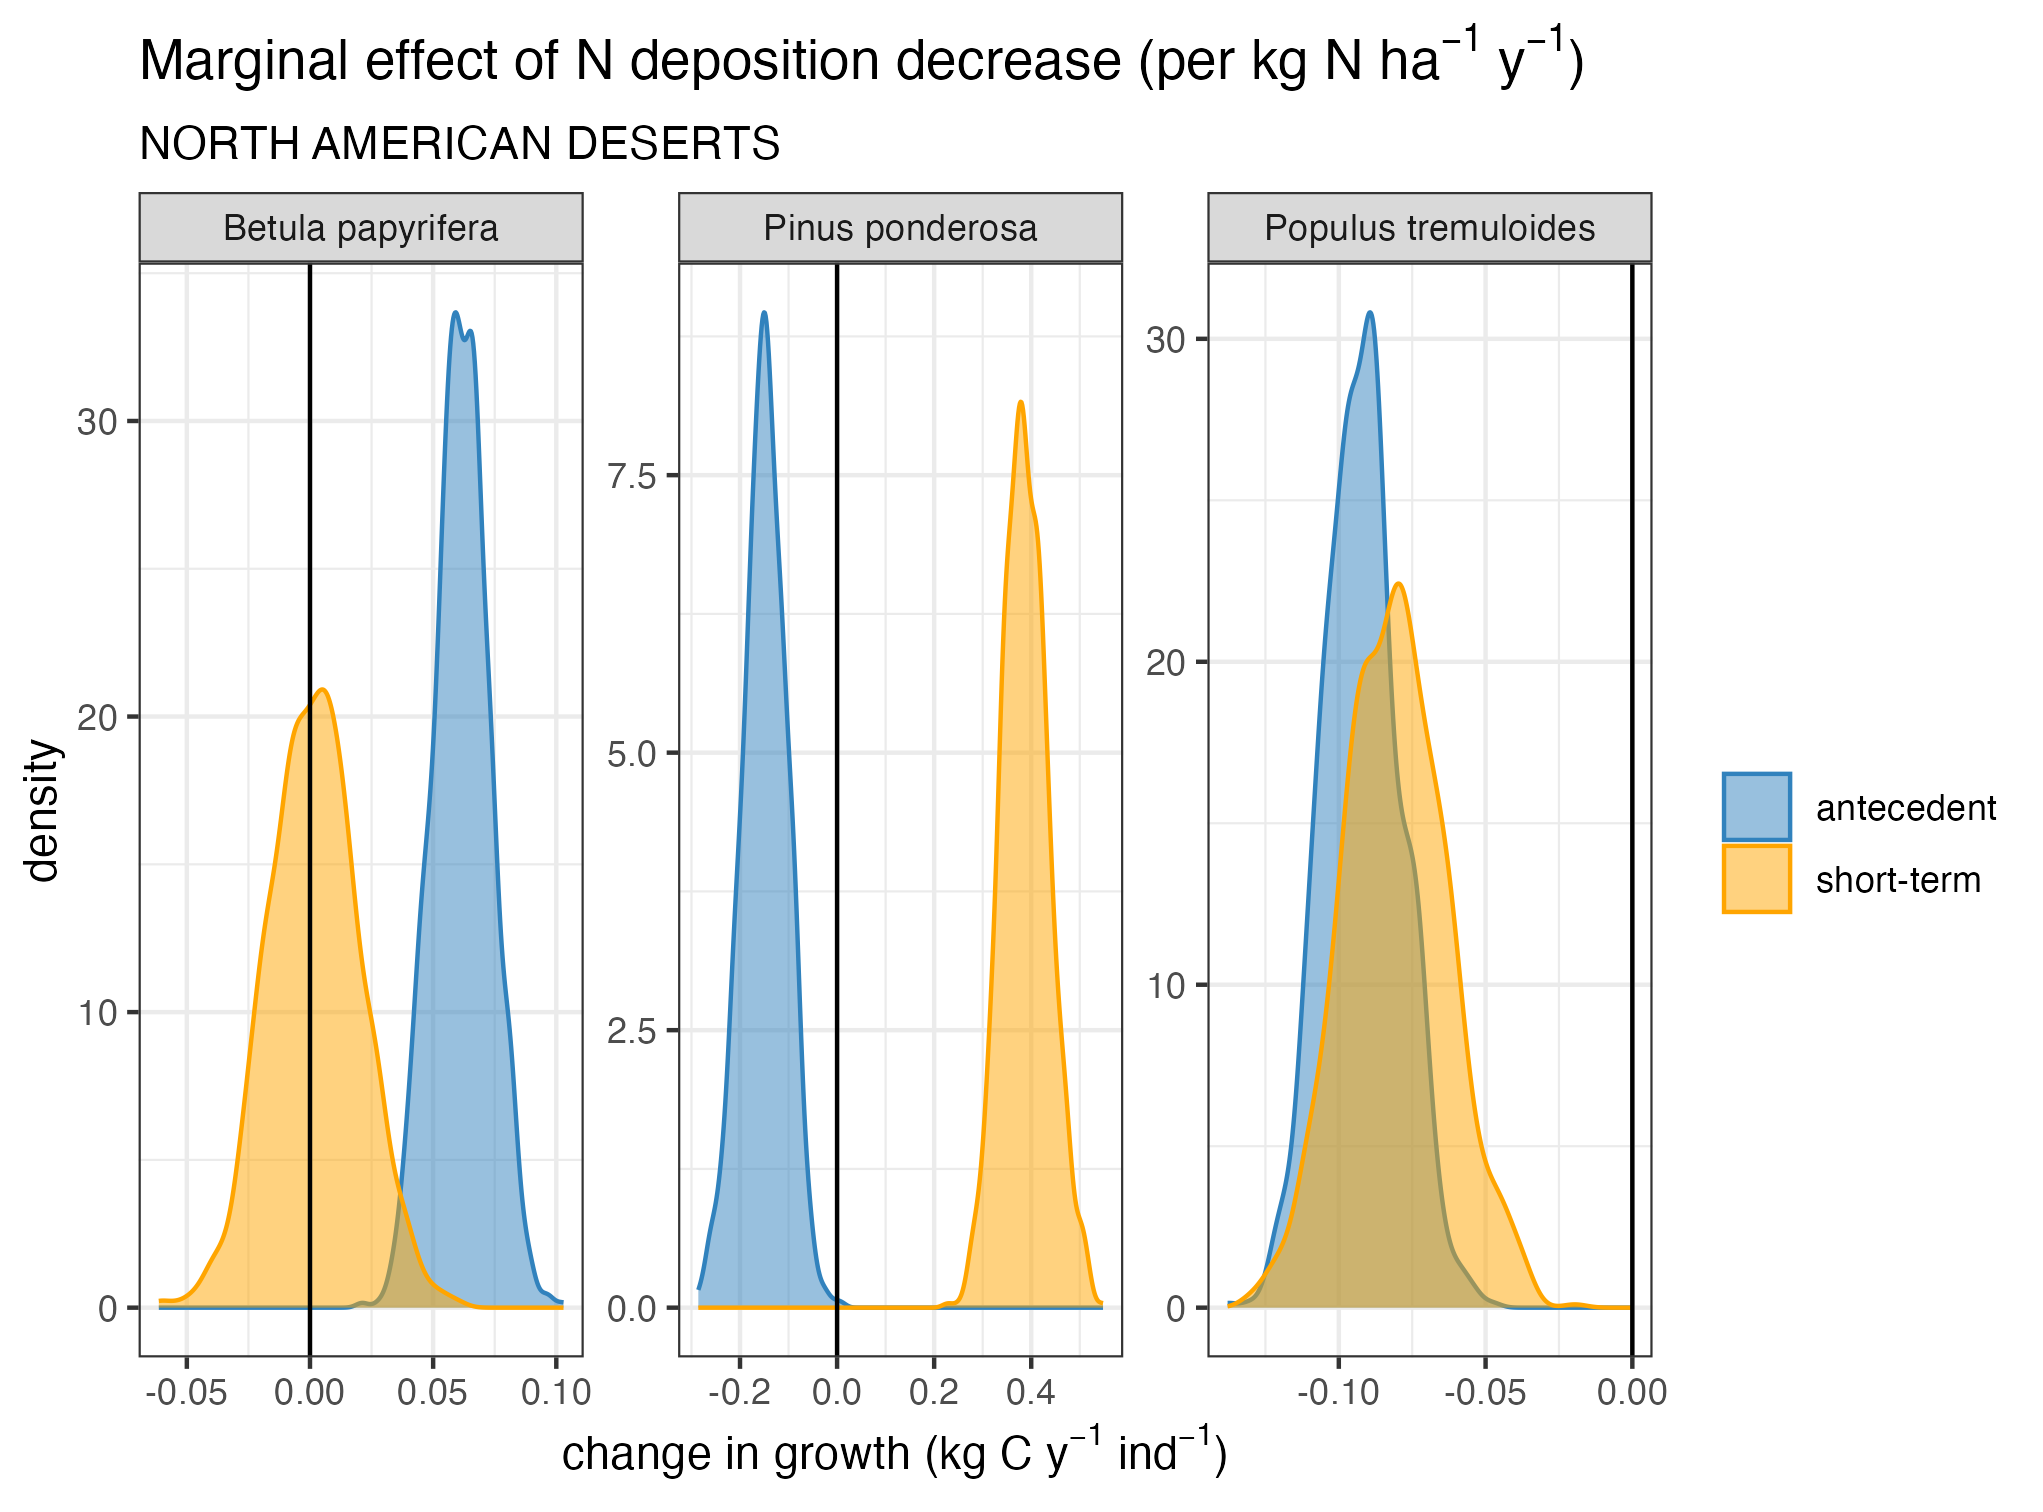 Marginal effect of N deposition decrease (per kg N ha⁻¹ y⁻¹)
NORTH AMERICAN DESERTS
Betula papyrifera
Pinus ponderosa
Populus tremuloides
density
30
20
10
0
7.5
5.0
2.5
0.0
30
20
10
0
-0.05 0.00 0.05 0.10
-0.2 0.0 0.2 0.4
-0.10 -0.05 0.00
change in growth (kg C y⁻¹ ind⁻¹)
antecedent
short-term